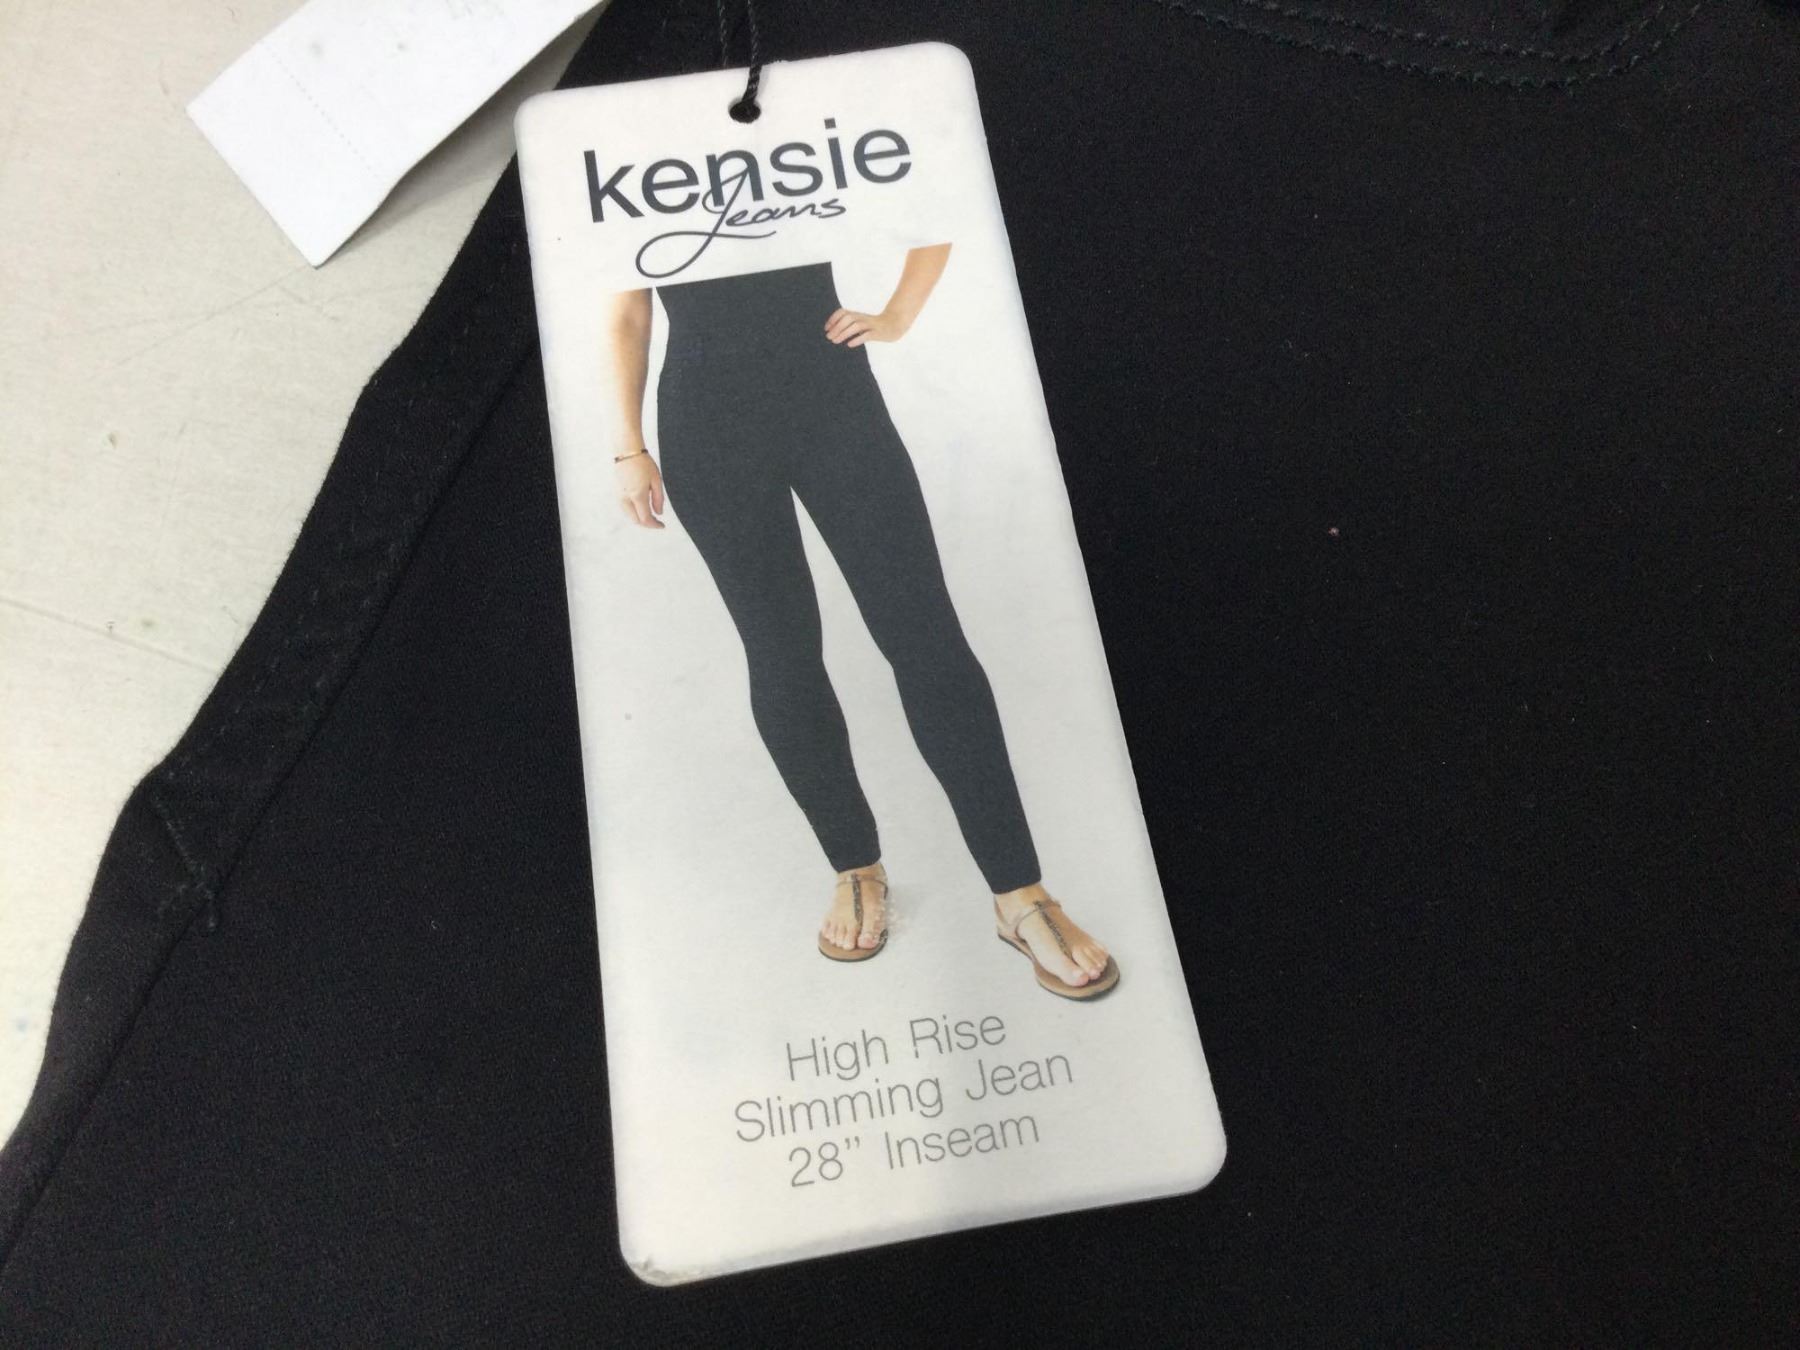 kensie
Jeans
High Rise
Slimming Jean
28” Inseam